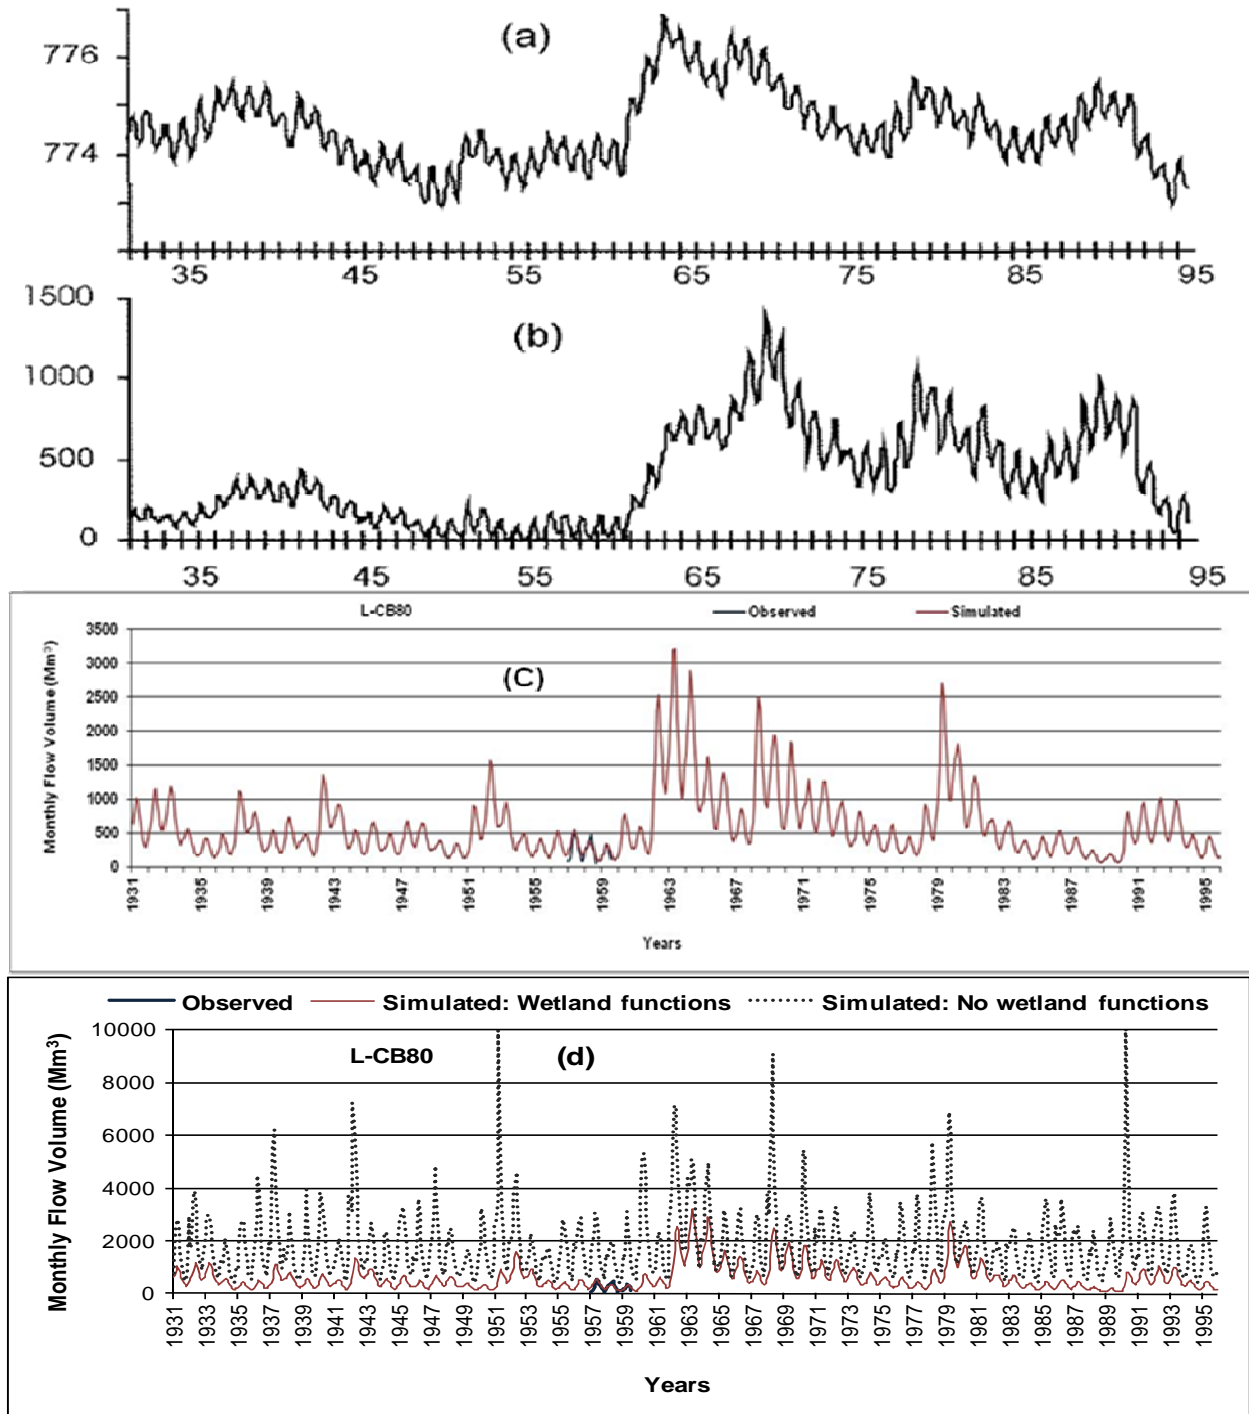 (a)
776
774
35 45 55 65 75 85 95
1500
(b)
1000
500
0
35 45 55 65 75 85 95
L-CB80 Observed Simulated
Monthly Flow Volume (Mm³)
3500
3000
(C)
2500
2000
1500
1000
500
0
1931 1935 1939 1943 1947 1951 1955 1959 1963 1967 1971 1975 1979 1983 1987 1991 1995
Years
Observed Simulated: Wetland functions Simulated: No wetland functions
Monthly Flow Volume (Mm³)
10000
L-CB80 (d)
8000
6000
4000
2000
0
1931 1933 1935 1937 1939 1941 1943 1945 1947 1949 1951 1953 1955 1957 1959 1961 1963 1965 1967 1969 1971 1973 1975 1977 1979 1981 1983 1985 1987 1989 1991 1993 1995
Years